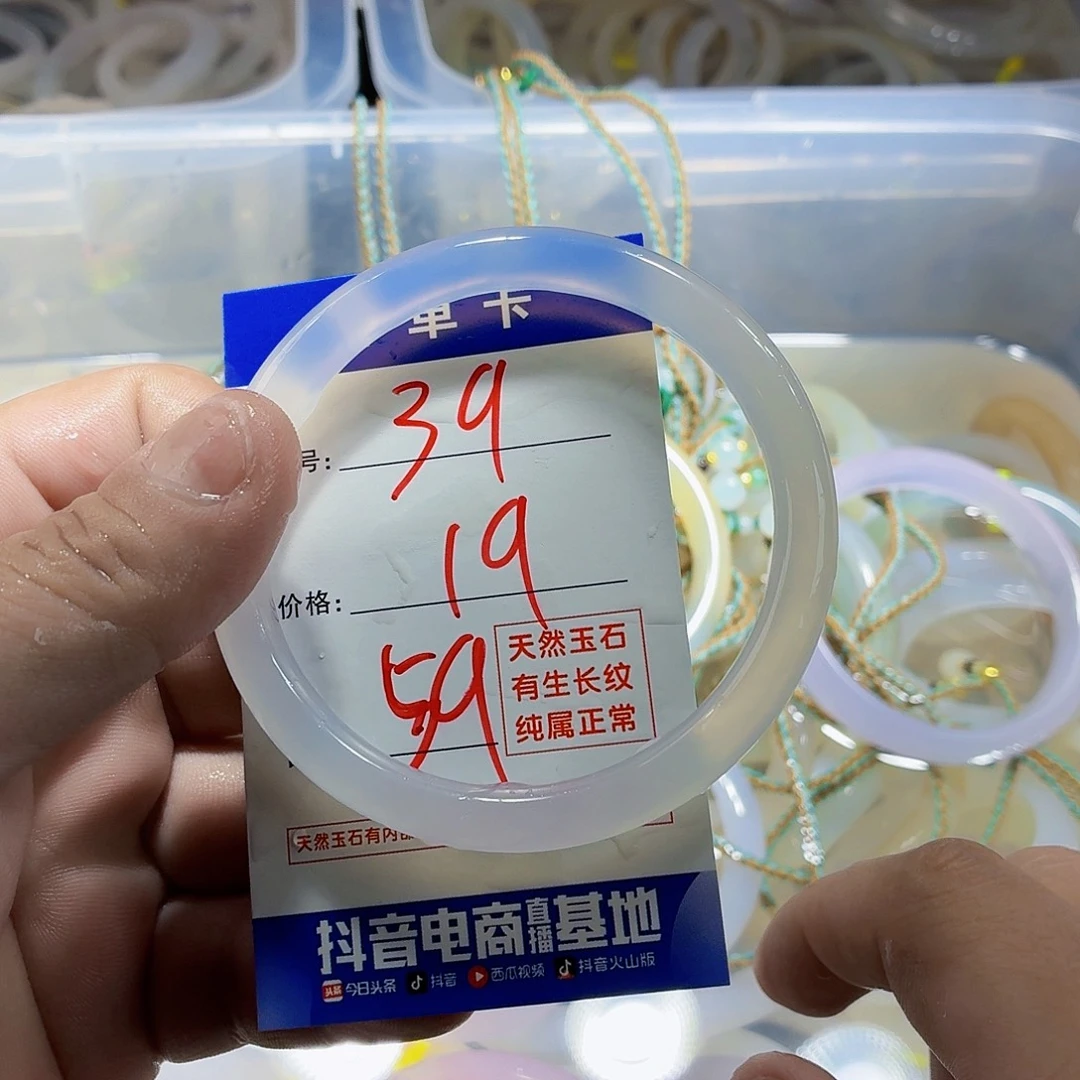 单卡
号: 39
价格: 19
59
天然玉石
有生长纹
纯属正常
天然玉石有内
抖音电商直播基地
今日头条 抖音 西瓜视频 抖音火山版